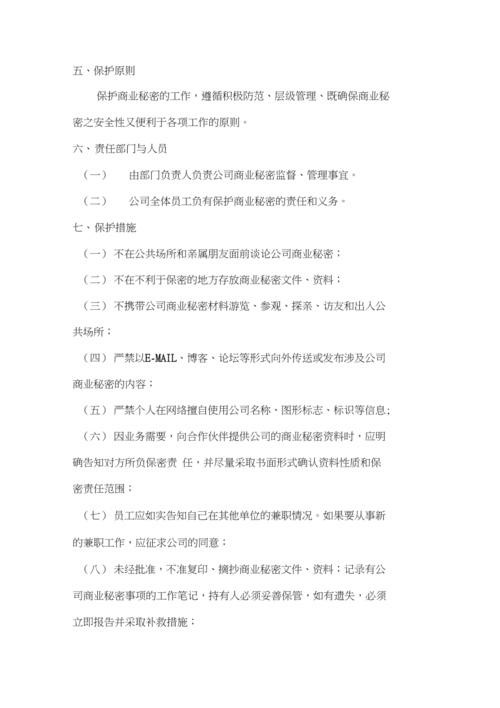 五、保护原则
保护商业秘密的工作，遵循积极防范、层级管理、既确保商业秘
密之安全性又便利于各项工作的原则。
六、责任部门与人员
（一） 由部门负责人负责公司商业秘密监督、管理事宜。
（二） 公司全体员工负有保护商业秘密的责任和义务。
七、保护措施
（一）不在公共场所和亲属朋友面前谈论公司商业秘密；
（二）不在不利于保密的地方存放商业秘密文件、资料；
（三）不携带公司商业秘密材料游览、参观、探亲、访友和出人公
共场所；
（四）严禁以E-MAIL、博客、论坛等形式向外传送或发布涉及公司
商业秘密的内容；
（五）严禁个人在网络擅自使用公司名称，图形标志、标识等信息;
（六）因业务需要，向合作伙伴提供公司的商业秘密资料时，应明
确告知对方所负保密责 任，并尽量采取书面形式确认资料性质和保
密责任范围；
（七）员工应如实告知自己在其他单位的兼职情况。如果要从事新
的兼职工作，应征求公司的同意；
（八）未经批准，不准复印、摘抄商业秘密文件、资料；记录有公
司商业秘密事项的工作笔记，持有人必须妥善保管，如有遗失，必须
立即报告并采取补救措施；